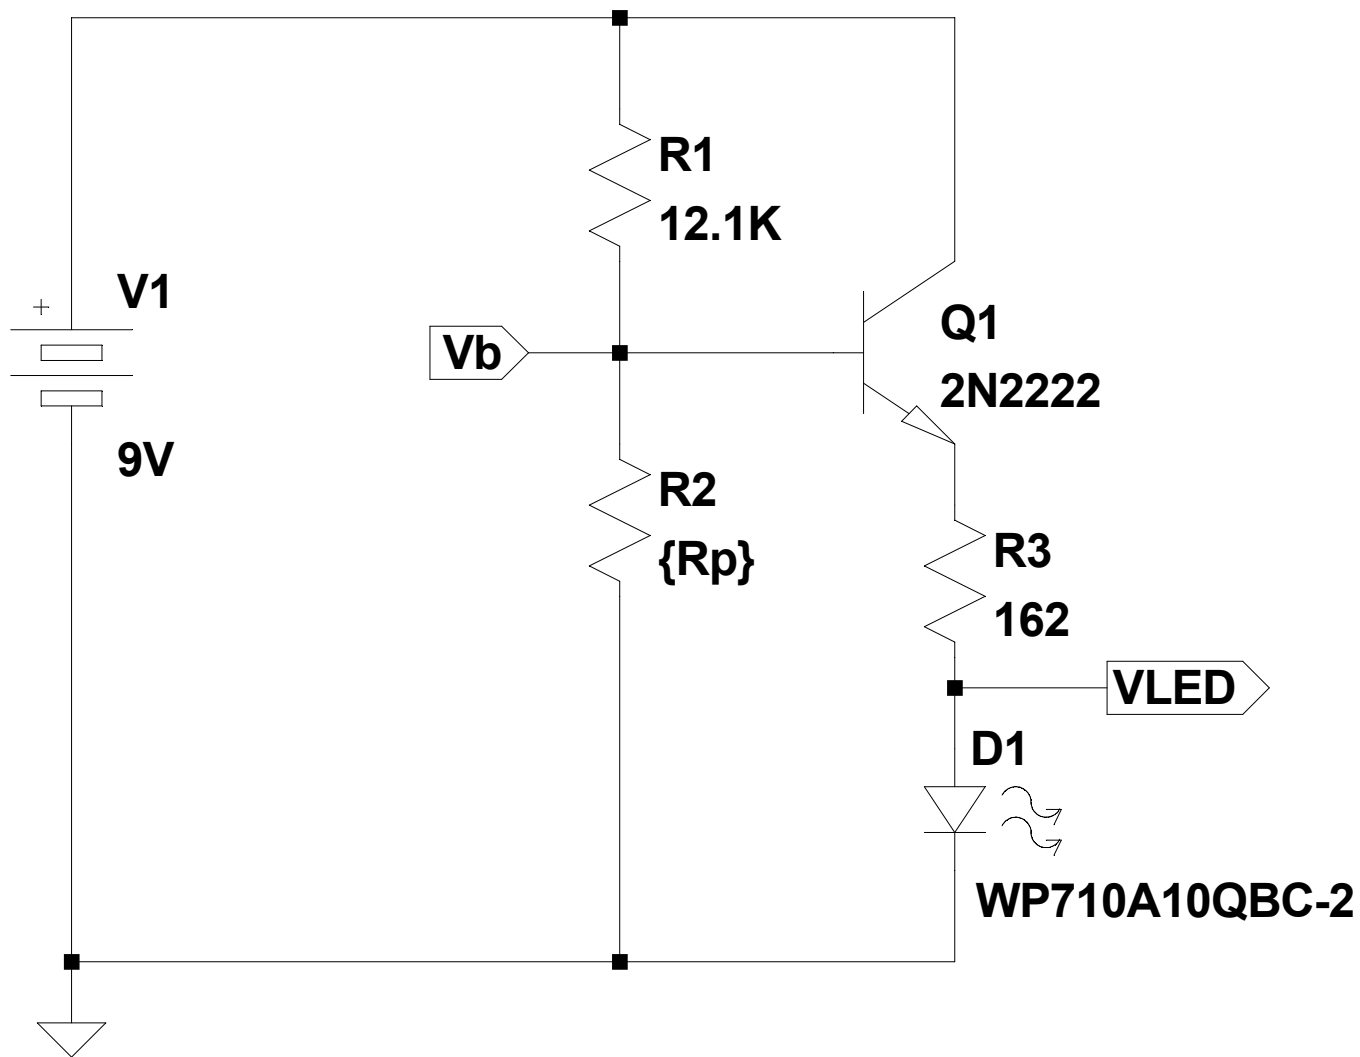 R1
12.1K
V1
+
9V
Vb
Q1
2N2222
R2
{Rp}
R3
162
VLED
D1
WP710A10QBC-2